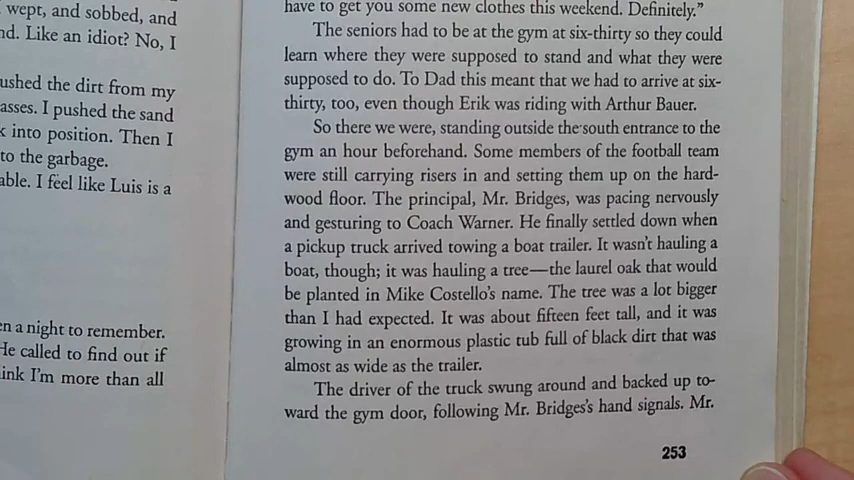 wept, and sobbed, and
nd. Like an idiot? No, I
ushed the dirt from my
asses. I pushed the sand
k into position. Then I
to the garbage.
able. I feel like Luis is a
en a night to remember.
He called to find out if
ink I'm more than all
have to get you some new clothes this weekend. Definitely.”
The seniors had to be at the gym at six-thirty so they could
learn where they were supposed to stand and what they were
supposed to do. To Dad this meant that we had to arrive at six-
thirty, too, even though Erik was riding with Arthur Bauer.
So there we were, standing outside the south entrance to the
gym an hour beforehand. Some members of the football team
were still carrying risers in and setting them up on the hard-
wood floor. The principal, Mr. Bridges, was pacing nervously
and gesturing to Coach Warner. He finally settled down when
a pickup truck arrived towing a boat trailer. It wasn't hauling a
boat, though; it was hauling a tree—the laurel oak that would
be planted in Mike Costello's name. The tree was a lot bigger
than I had expected. It was about fifteen feet tall, and it was
growing in an enormous plastic tub full of black dirt that was
almost as wide as the trailer.
The driver of the truck swung around and backed up to-
ward the gym door, following Mr. Bridges's hand signals. Mr.
253